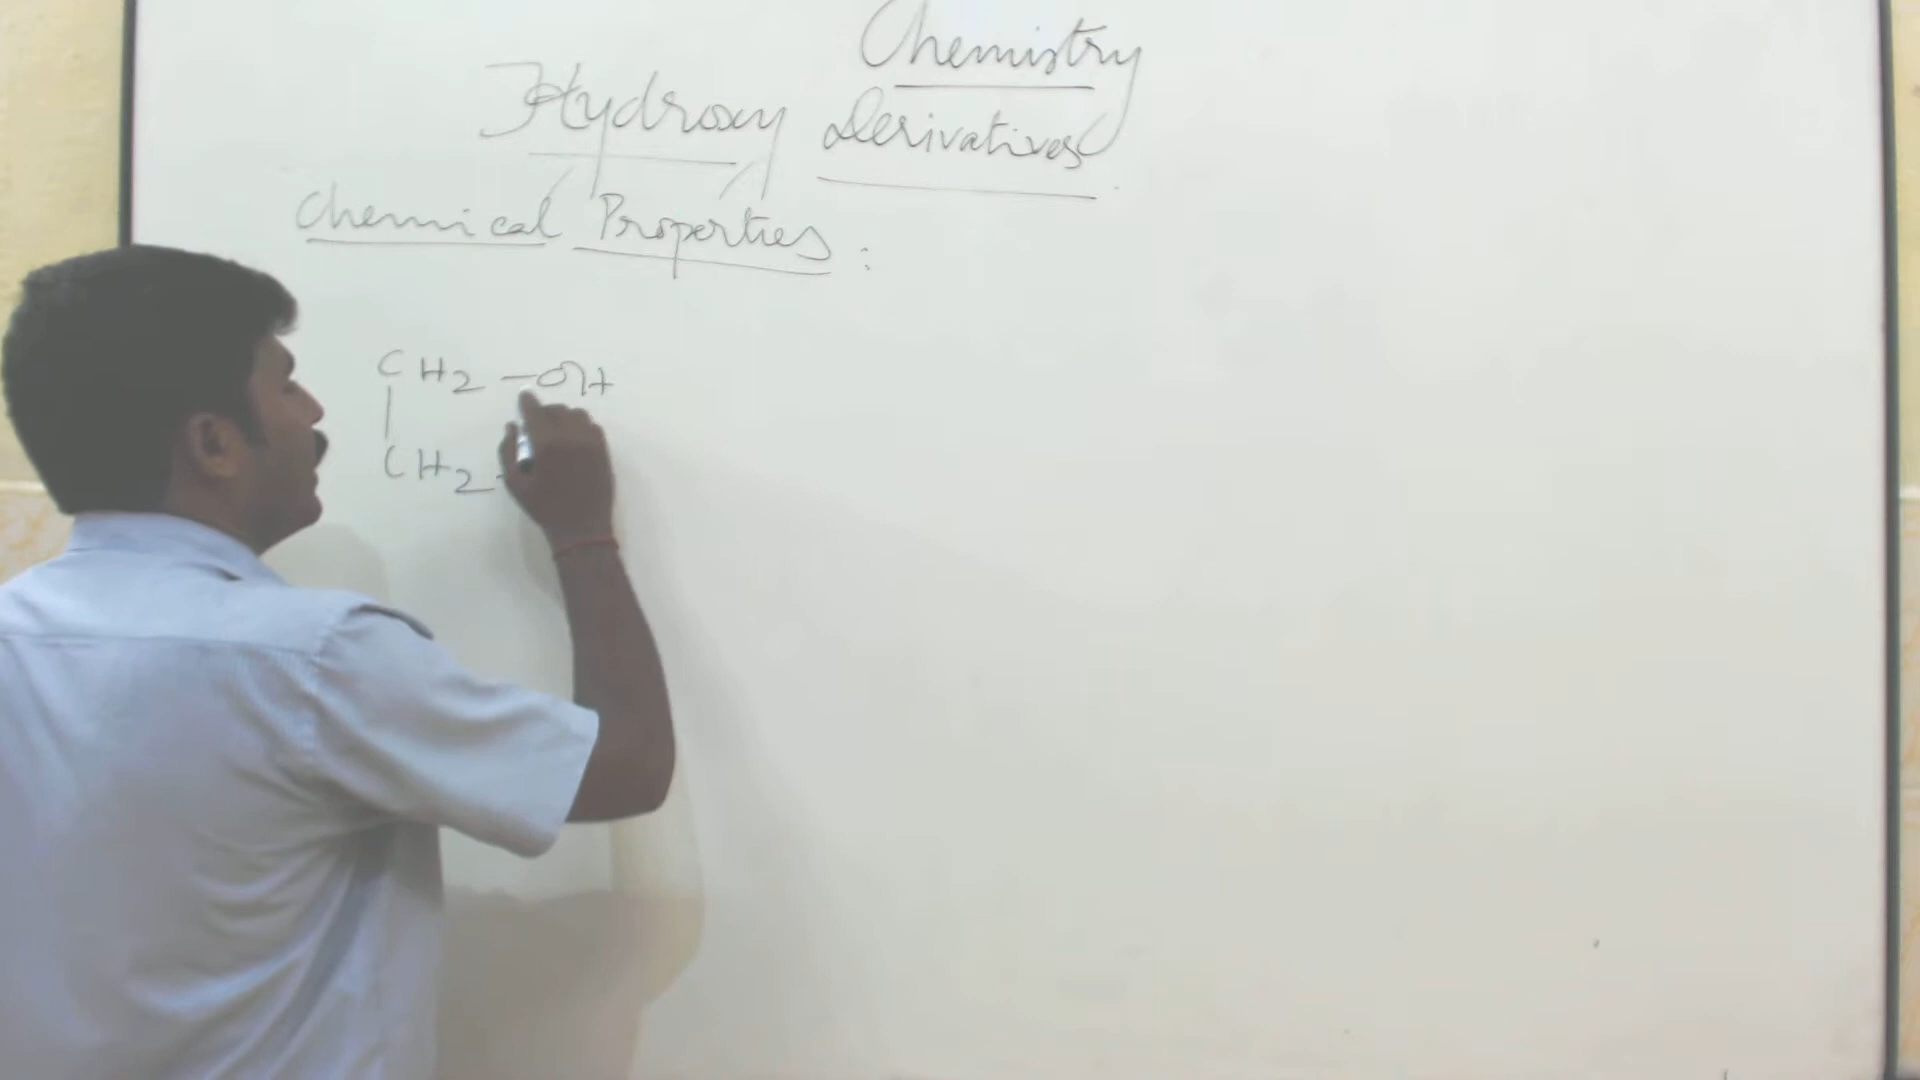 Chemistry
Hydroxy Derivatives
Chemical Properties :
CH2 -OH
|
CH2 -